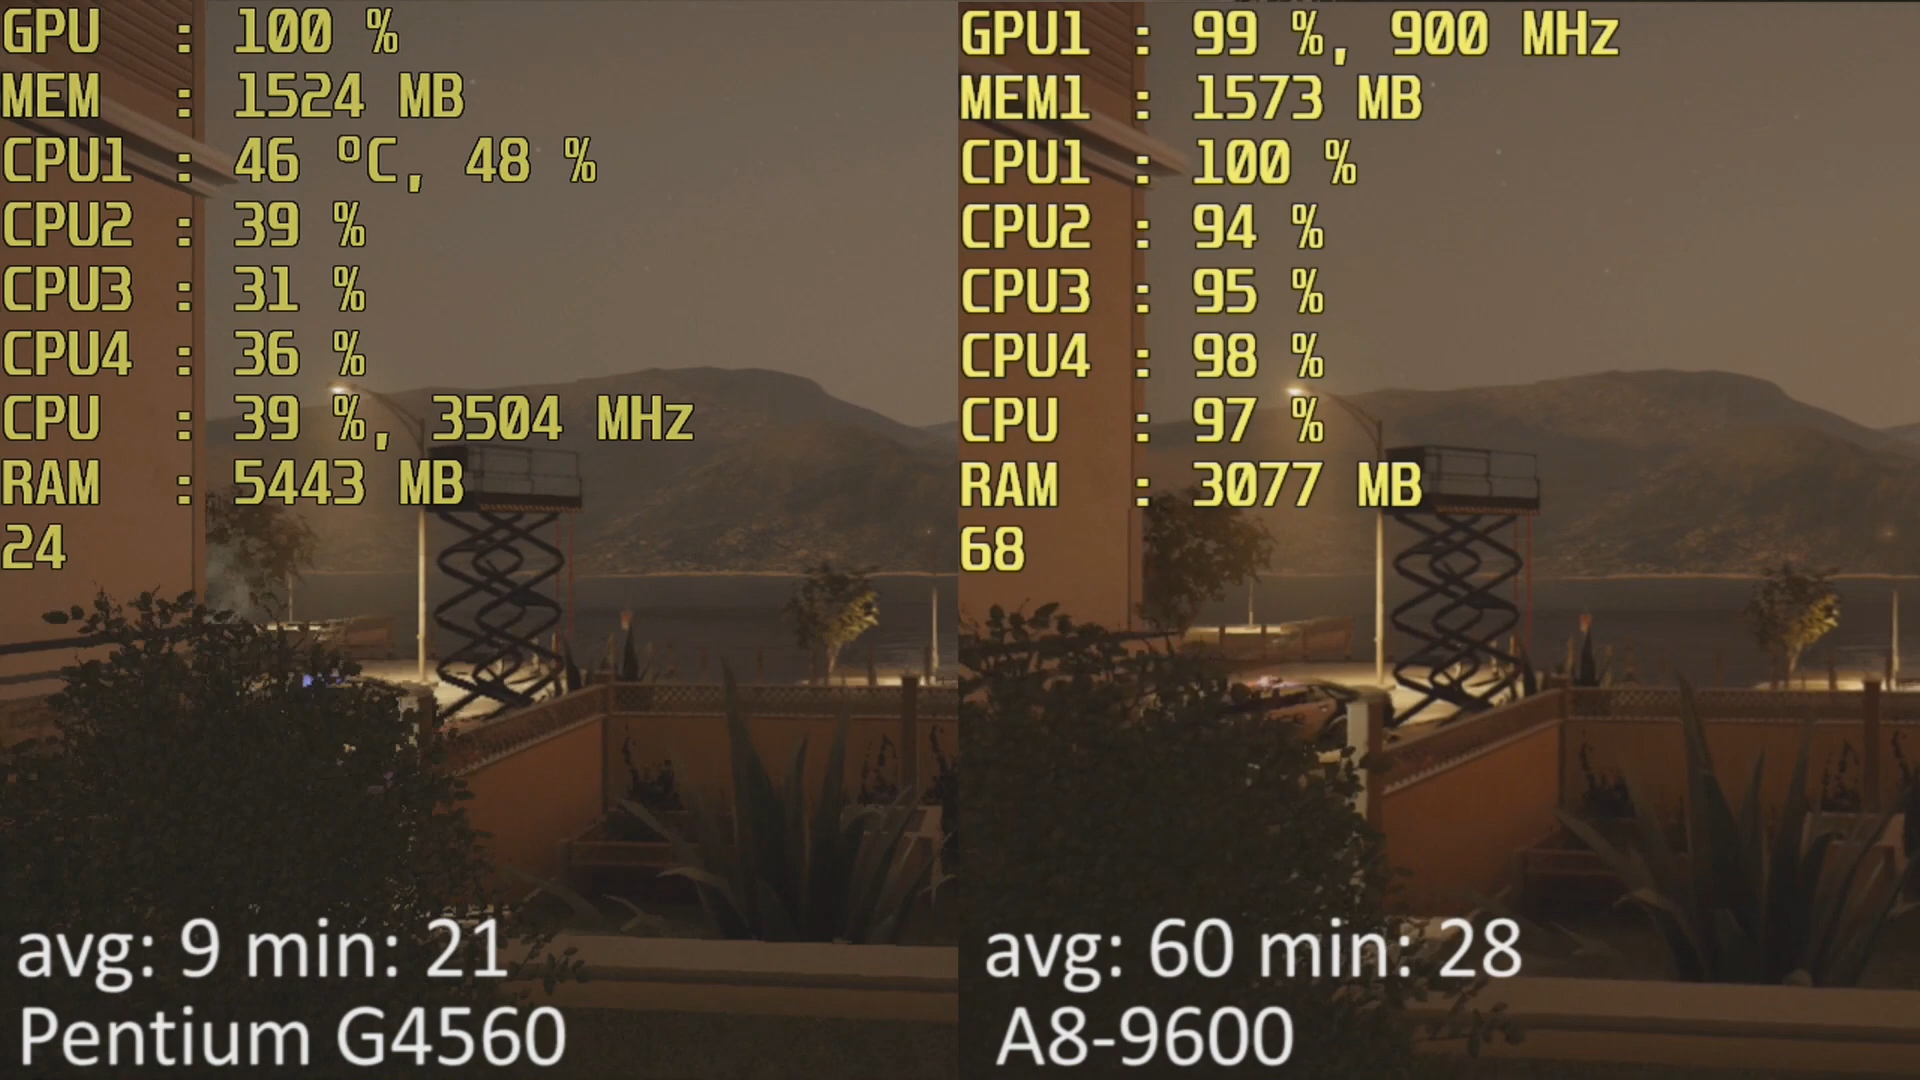 GPU : 100 %
MEM : 1524 MB
CPU1 : 46 ºC, 48 %
CPU2 : 39 %
CPU3 : 31 %
CPU4 : 36 %
CPU : 39 %, 3504 MHz
RAM : 5443 MB
24
avg: 9 min: 21
Pentium G4560
GPU1 : 99 %, 900 MHz
MEM1 : 1573 MB
CPU1 : 100 %
CPU2 : 94 %
CPU3 : 95 %
CPU4 : 98 %
CPU : 97 %
RAM : 3077 MB
68
avg: 60 min: 28
A8-9600